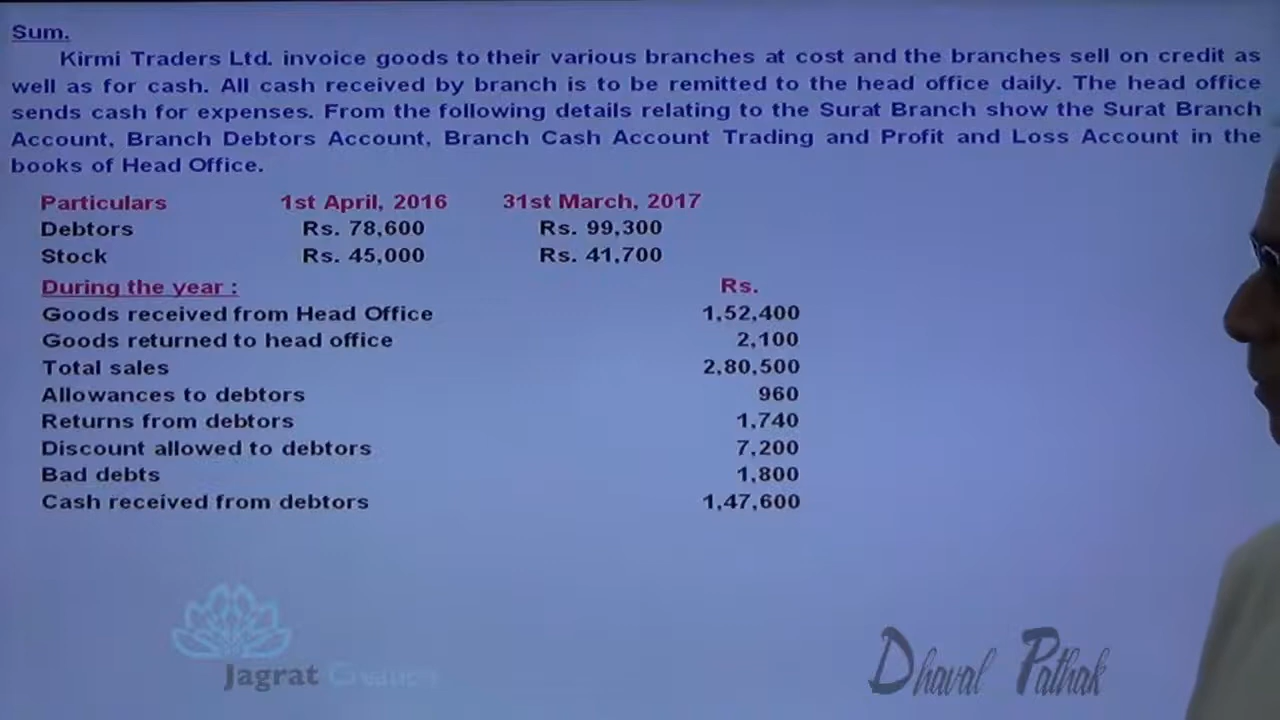 Sum.
Kirmi Traders Ltd. invoice goods to their various branches at cost and the branches sell on credit as
well as for cash. All cash received by branch is to be remitted to the head office daily. The head office
sends cash for expenses. From the following details relating to the Surat Branch show the Surat Branch
Account, Branch Debtors Account, Branch Cash Account Trading and Profit and Loss Account in the
books of Head Office.
Particulars 1st April, 2016 31st March, 2017
Debtors Rs. 78,600 Rs. 99,300
Stock Rs. 45,000 Rs. 41,700
During the year : Rs.
Goods received from Head Office 1,52,400
Goods returned to head office 2,100
Total sales 2,80,500
Allowances to debtors 960
Returns from debtors 1,740
Discount allowed to debtors 7,200
Bad debts 1,800
Cash received from debtors 1,47,600
Jagrat
Dhaval Pathak